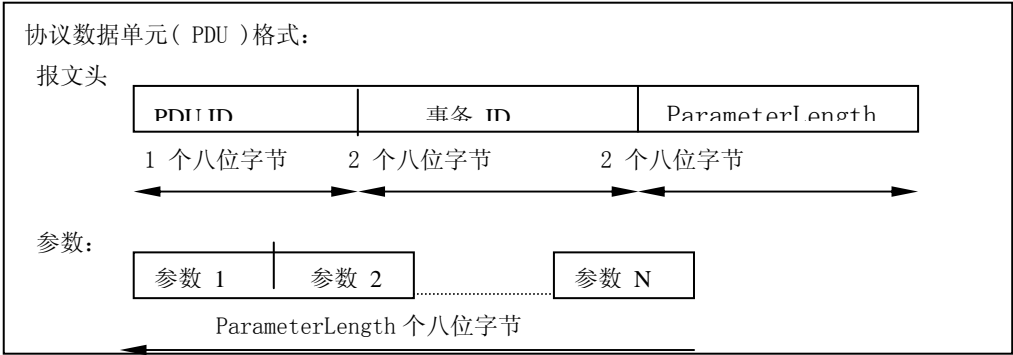 协议数据单元( PDU )格式：
报文头
PDU ID 事务 ID ParameterLength
1 个八位字节 2 个八位字节 2 个八位字节
参数：
参数 1 参数 2 参数 N
ParameterLength 个八位字节